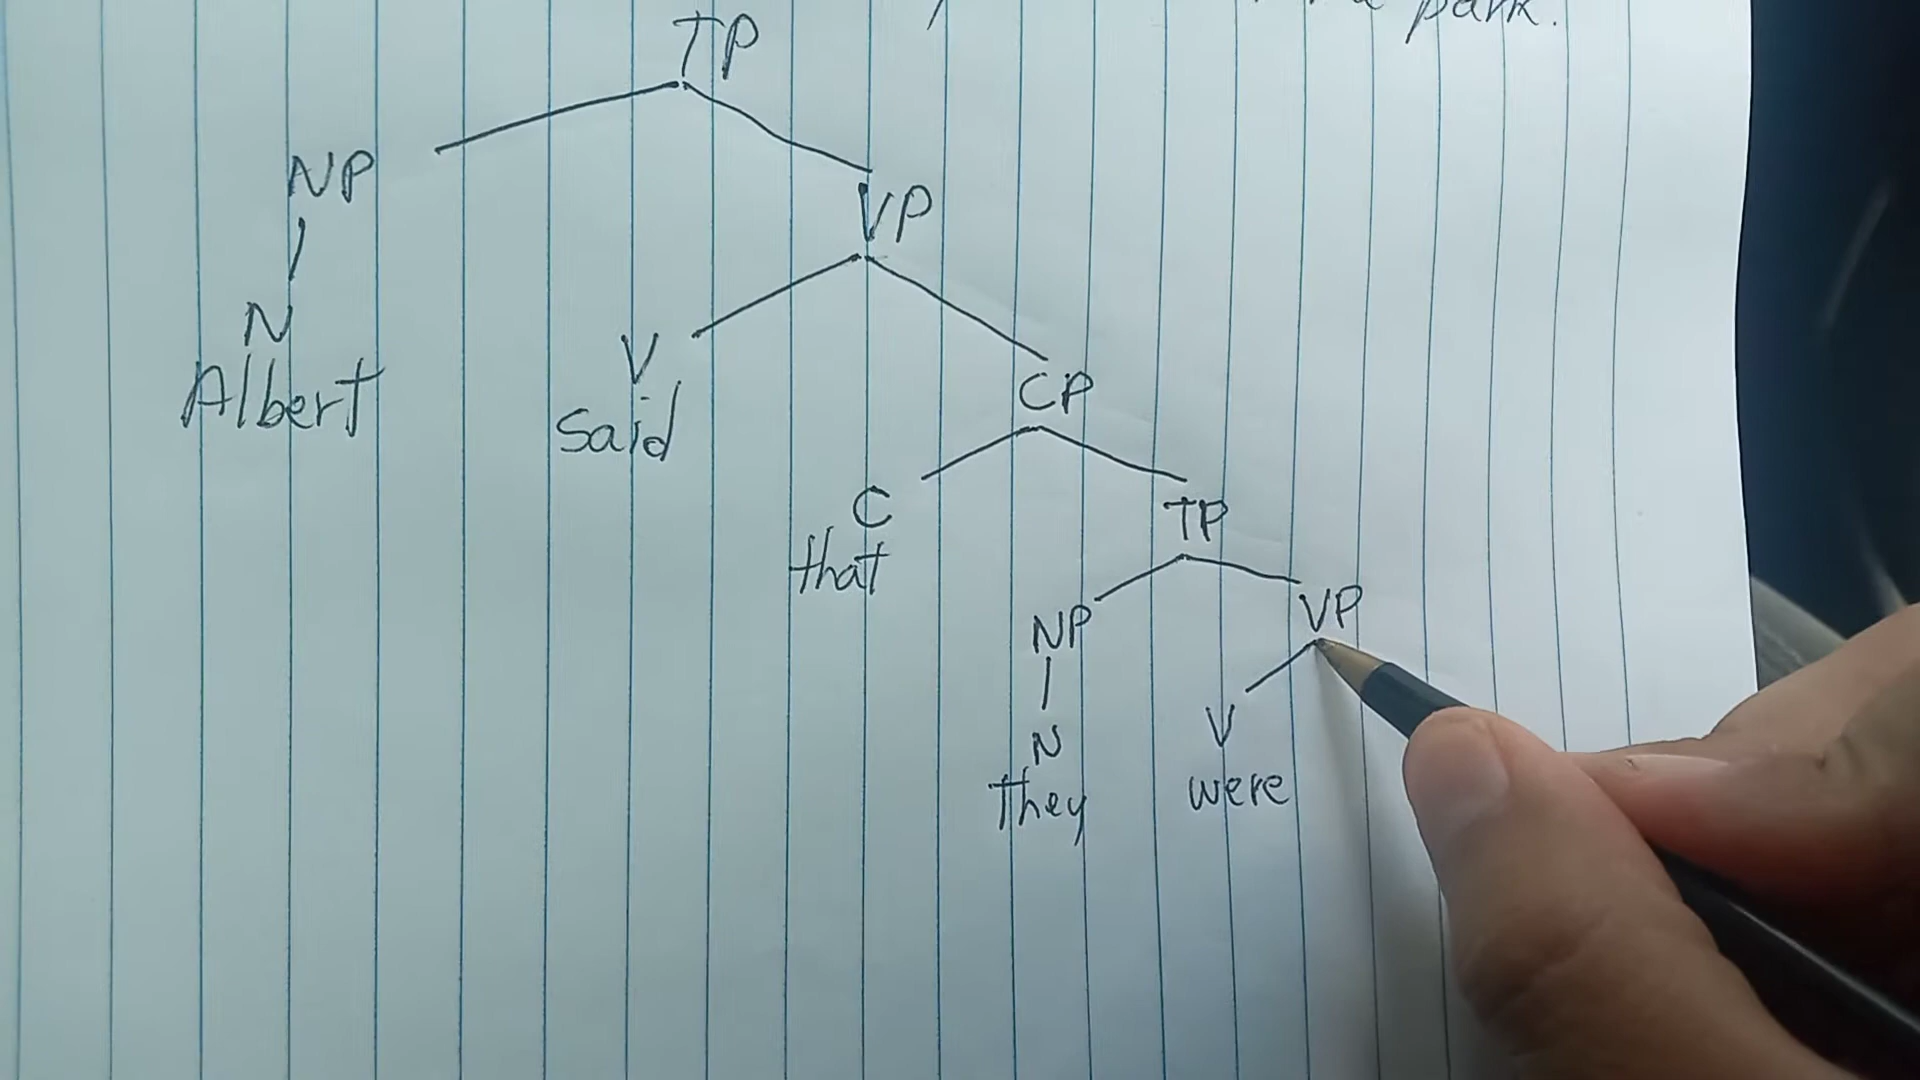 park.
TP
NP VP
N V CP
Albert Said C TP
that NP VP
N V
they were